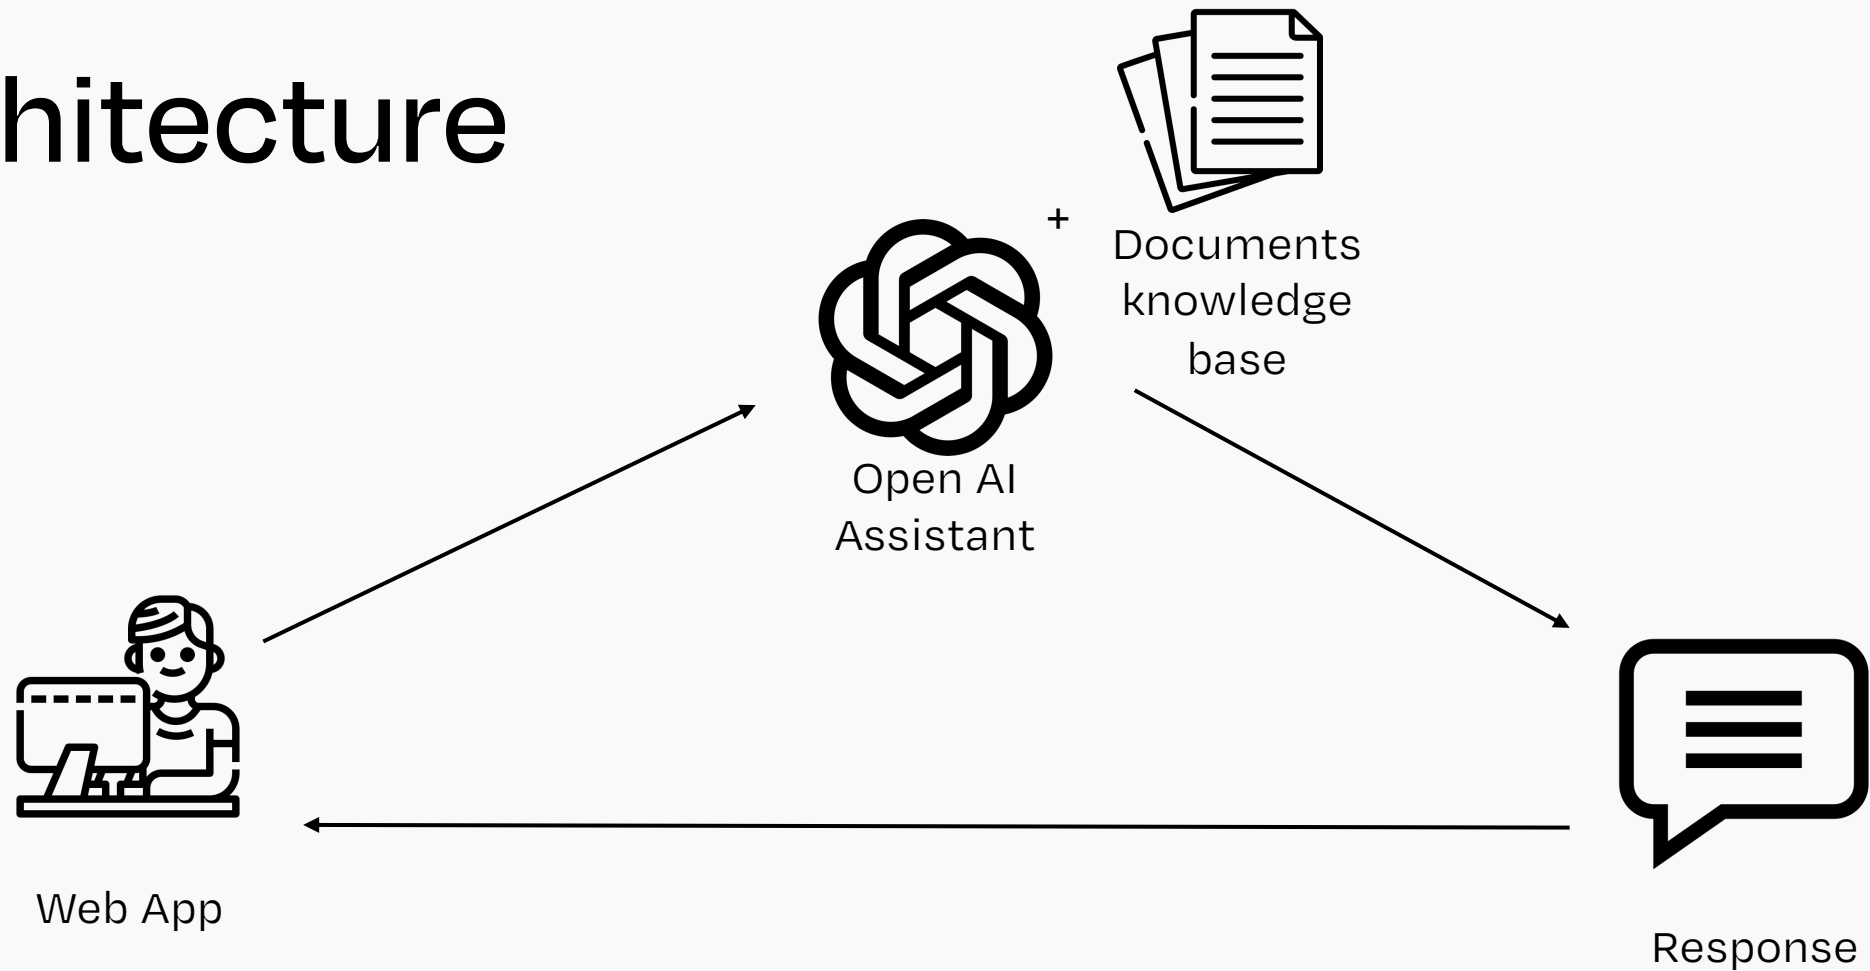 hitecture
+
Documents
knowledge
base
Open AI
Assistant
Web App
Response